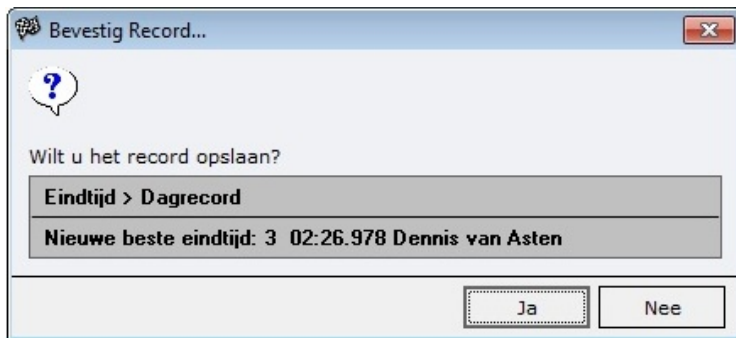 Bevestig Record...
?
Wilt u het record opslaan?
Eindtijd > Dagrecord
Nieuwe beste eindtijd: 3 02:26.978 Dennis van Asten
Ja Nee